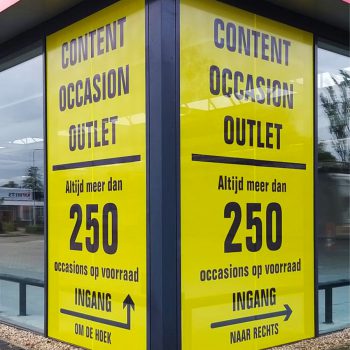 CONTENT
OCCASION
OUTLET
Altijd meer dan
250
occasions op voorraad
INGANG
OM DE HOEK
CONTENT
OCCASION
OUTLET
Altijd meer dan
250
occasions op voorraad
INGANG
NAAR RECHTS